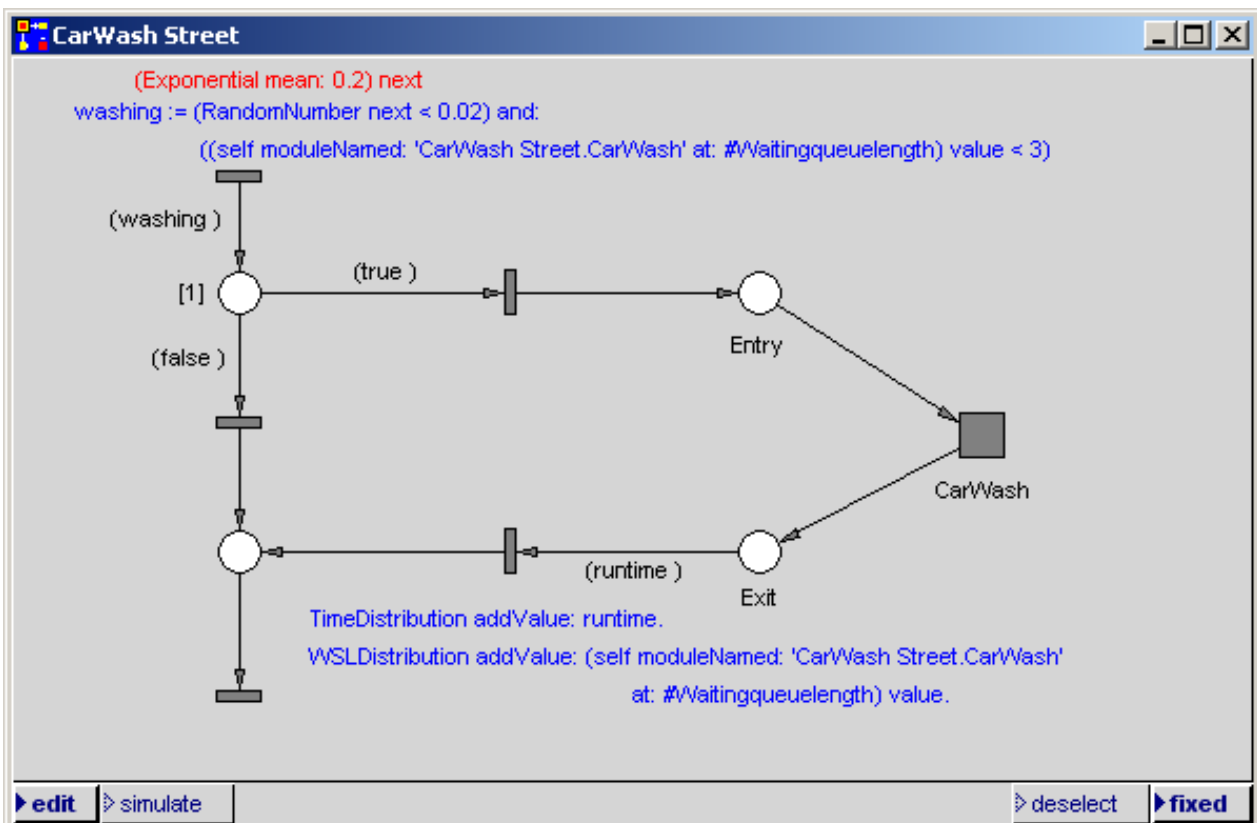 CarWash Street
(Exponential mean: 0.2) next
washing := (RandomNumber next < 0.02) and:
((self moduleNamed: 'CarWash Street.CarWash' at: #Waitingqueuelength) value < 3)
(washing )
(true )
[1]
Entry
(false )
CarWash
(runtime )
Exit
TimeDistribution addValue: runtime.
WSLDistribution addValue: (self moduleNamed: 'CarWash Street.CarWash'
at: #Waitingqueuelength) value.
edit simulate deselect fixed